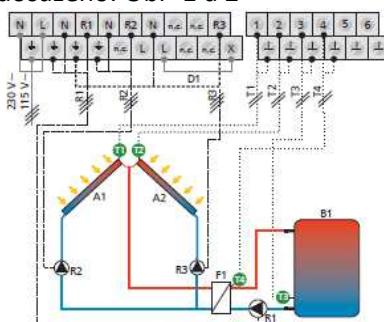 N L N R1 N R2 N n.c. n.c. R3
1 2 3 4 5 6
n.c. N L L n.c. n.c. X
D1
230 V~
115 V~
R1
R2
R3
T1
T2
T3
T4
T1 T2
A1 A2
B1
F1
T4
R2
R3
T3
R1